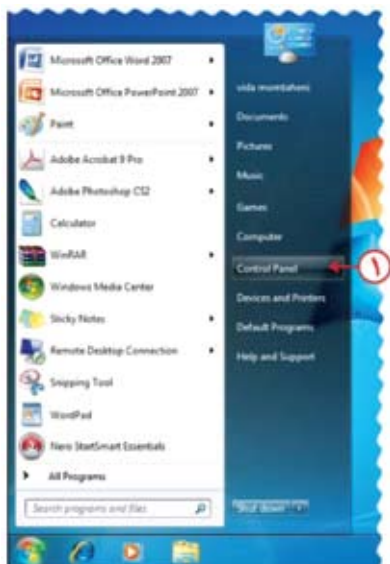 Microsoft Office Word 2007
Microsoft Office PowerPoint 2007
Paint
Adobe Acrobat 9 Pro
Adobe Photoshop CS2
Calculator
WinRAR
Windows Media Center
Sticky Notes
Remote Desktop Connection
Snipping Tool
WordPad
Nero StartSmart Essentials
All Programs
Search programs and files
vida momtaheni
Documents
Pictures
Music
Games
Computer
Control Panel
۱
Devices and Printers
Default Programs
Help and Support
Shut down